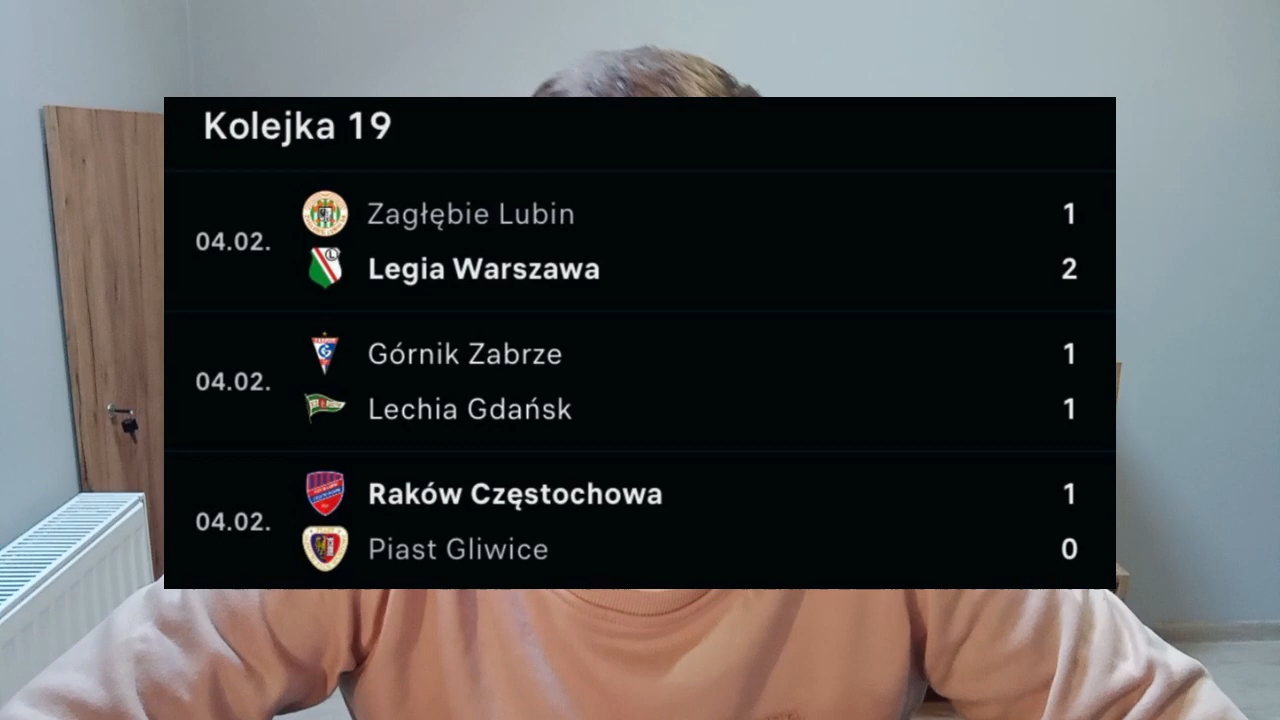 Kolejka 19
04.02.
Zagłębie Lubin 1
Legia Warszawa 2
04.02.
Górnik Zabrze 1
Lechia Gdańsk 1
04.02.
Raków Częstochowa 1
Piast Gliwice 0